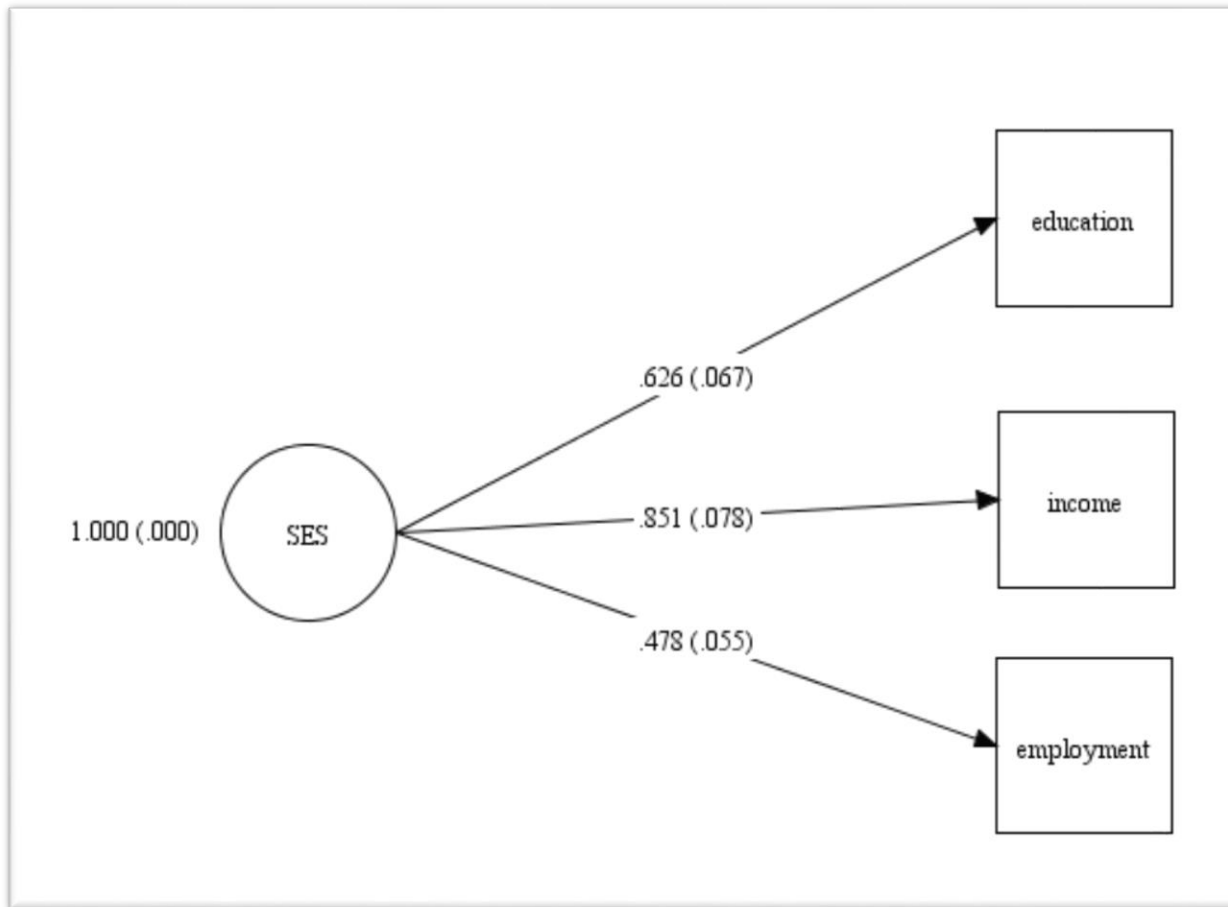 education
.626 (.067)
.851 (.078)
income
1.000 (.000)
SES
.478 (.055)
employment